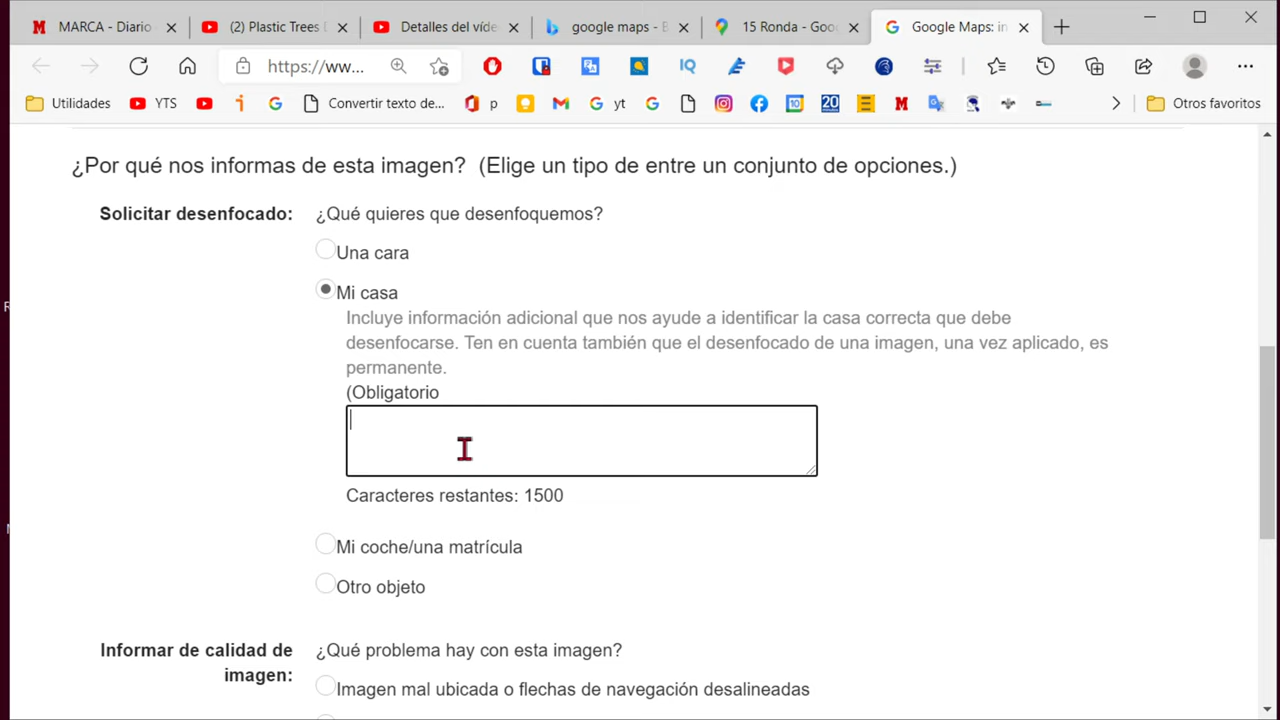 MARCA - Diario
(2) Plastic Trees
Detalles del víde
google maps - B
15 Ronda - Goo
Google Maps: in
https://ww...
Utilidades
YTS
Convertir texto de...
p
yt
Otros favoritos
¿Por qué nos informas de esta imagen? (Elige un tipo de entre un conjunto de opciones.)
Solicitar desenfocado:
¿Qué quieres que desenfoquemos?
Una cara
Mi casa
Incluye información adicional que nos ayude a identificar la casa correcta que debe
desenfocarse. Ten en cuenta también que el desenfocado de una imagen, una vez aplicado, es
permanente.
(Obligatorio
Caracteres restantes: 1500
Mi coche/una matrícula
Otro objeto
Informar de calidad de
imagen:
¿Qué problema hay con esta imagen?
Imagen mal ubicada o flechas de navegación desalineadas